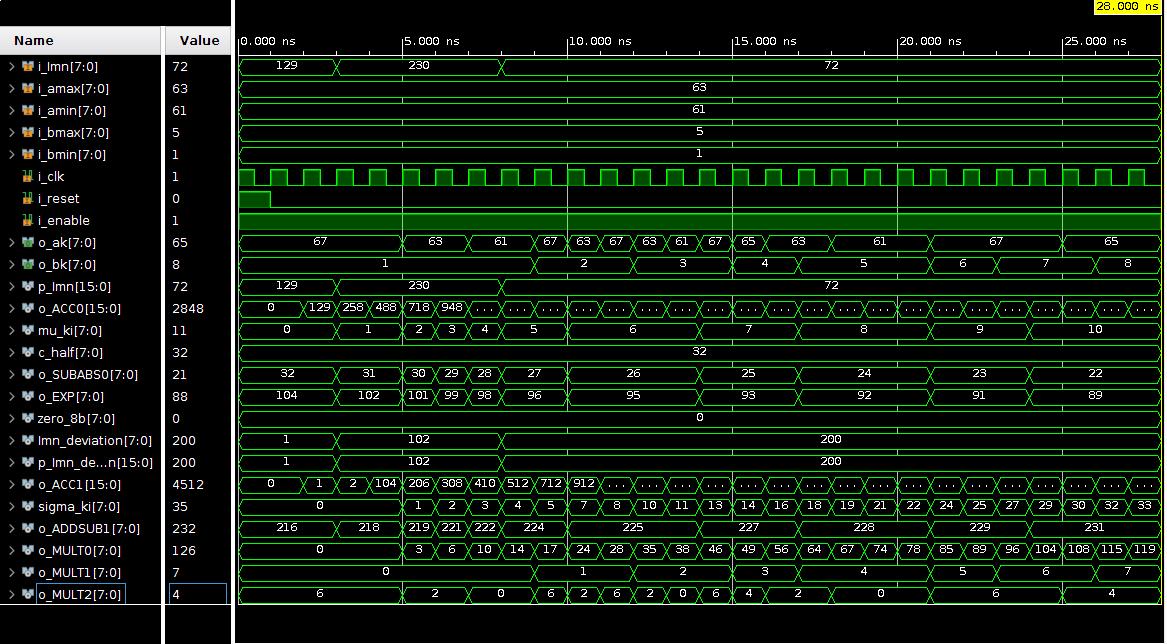 28.000 ns
Name Value 0.000 ns 5.000 ns 10.000 ns 15.000 ns 20.000 ns 25.000 ns
i_lmn[7:0] 72 129 230 72
i_amax[7:0] 63 63
i_amin[7:0] 61 61
i_bmax[7:0] 5 5
i_bmin[7:0] 1 1
i_clk 1
i_reset 0
i_enable 1
o_ak[7:0] 65 67 63 61 67 63 67 63 61 67 65 63 61 67 65
o_bk[7:0] 8 1 2 3 4 5 6 7 8
p_lmn[15:0] 72 129 230 72
o_ACC0[15:0] 2848 0 129 258 488 718 948 ... ... ... ... ... ... ... ... ... ... ... ... ... ... ... ... ... ... ... ... ...
mu_ki[7:0] 11 0 1 2 3 4 5 6 7 8 9 10
c_half[7:0] 32 32
o_SUBABS0[7:0] 21 32 31 30 29 28 27 26 25 24 23 22
o_EXP[7:0] 88 104 102 101 99 98 96 95 93 92 91 89
zero_8b[7:0] 0 0
lmn_deviation[7:0] 200 1 102 200
p_lmn_de...n[15:0] 200 1 102 200
o_ACC1[15:0] 4512 0 1 2 104 206 308 410 512 712 912 ... ... ... ... ... ... ... ... ... ... ... ... ... ... ... ... ...
sigma_ki[7:0] 35 0 1 2 3 4 5 7 8 10 11 13 14 16 18 19 21 22 24 25 27 29 30 32 33
o_ADDSUB1[7:0] 232 216 218 219 221 222 224 225 227 228 229 231
o_MULT0[7:0] 126 0 3 6 10 14 17 24 28 35 38 46 49 56 64 67 74 78 85 89 96 104 108 115 119
o_MULT1[7:0] 7 0 1 2 3 4 5 6 7
o_MULT2[7:0] 4 6 2 0 6 2 6 2 0 6 4 2 0 6 4